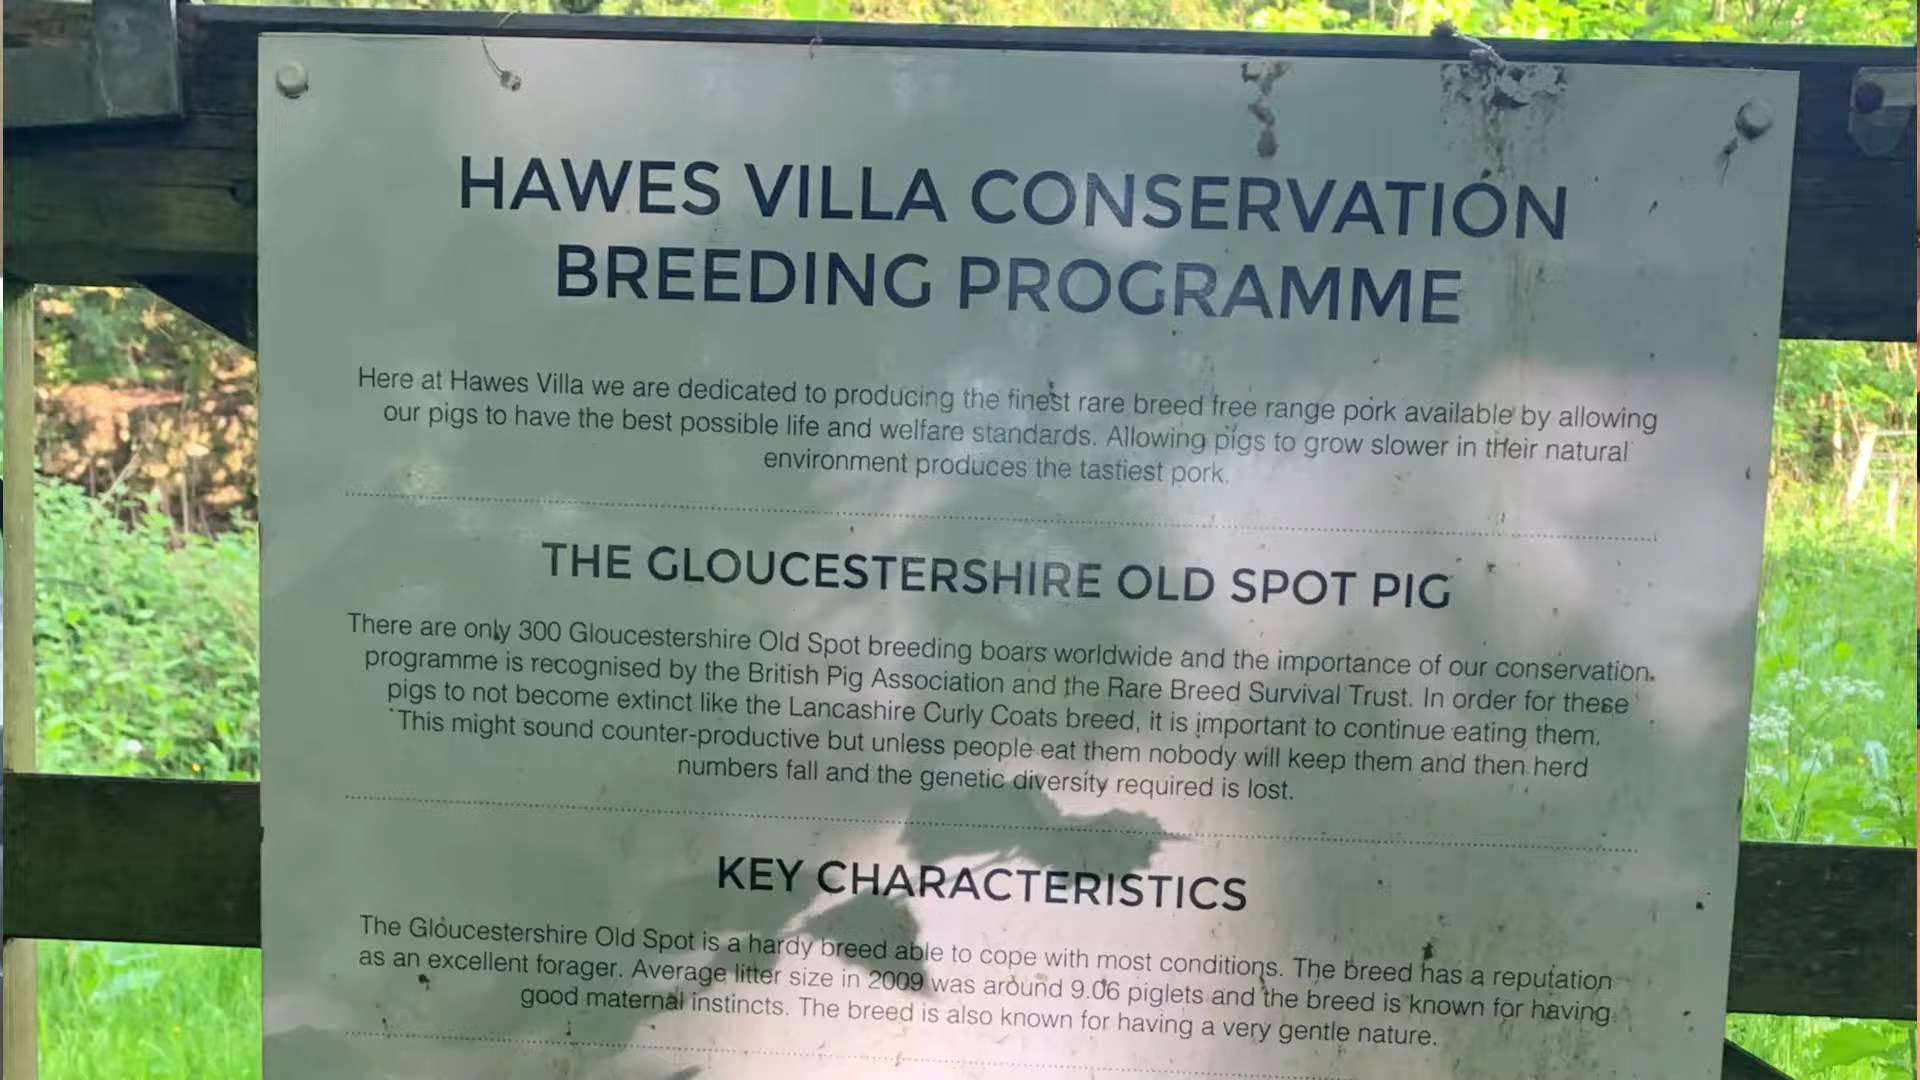 HAWES VILLA CONSERVATION
BREEDING PROGRAMME
Here at Hawes Villa we are dedicated to producing the finest rare breed free range pork available by allowing
our pigs to have the best possible life and welfare standards. Allowing pigs to grow slower in their natural
environment produces the tastiest pork.
THE GLOUCESTERSHIRE OLD SPOT PIG
There are only 300 Gloucestershire Old Spot breeding boars worldwide and the importance of our conservation
programme is recognised by the British Pig Association and the Rare Breed Survival Trust. In order for these
pigs to not become extinct like the Lancashire Curly Coats breed, it is important to continue eating them.
This might sound counter-productive but unless people eat them nobody will keep them and then herd
numbers fall and the genetic diversity required is lost.
KEY CHARACTERISTICS
The Gloucestershire Old Spot is a hardy breed able to cope with most conditions. The breed has a reputation
as an excellent forager. Average litter size in 2009 was around 9.06 piglets and the breed is known for having
good maternal instincts. The breed is also known for having a very gentle nature.